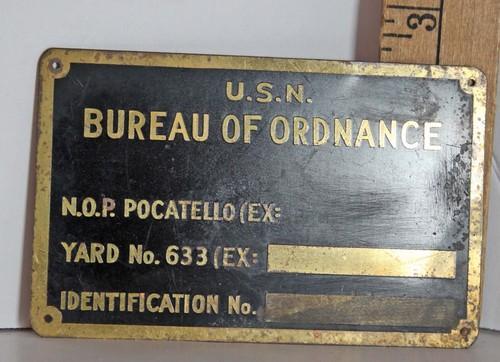 3
U.S.N.
BUREAU OF ORDNANCE
N.O.P. POCATELLO (EX:
YARD No. 633 (EX:
IDENTIFICATION No.